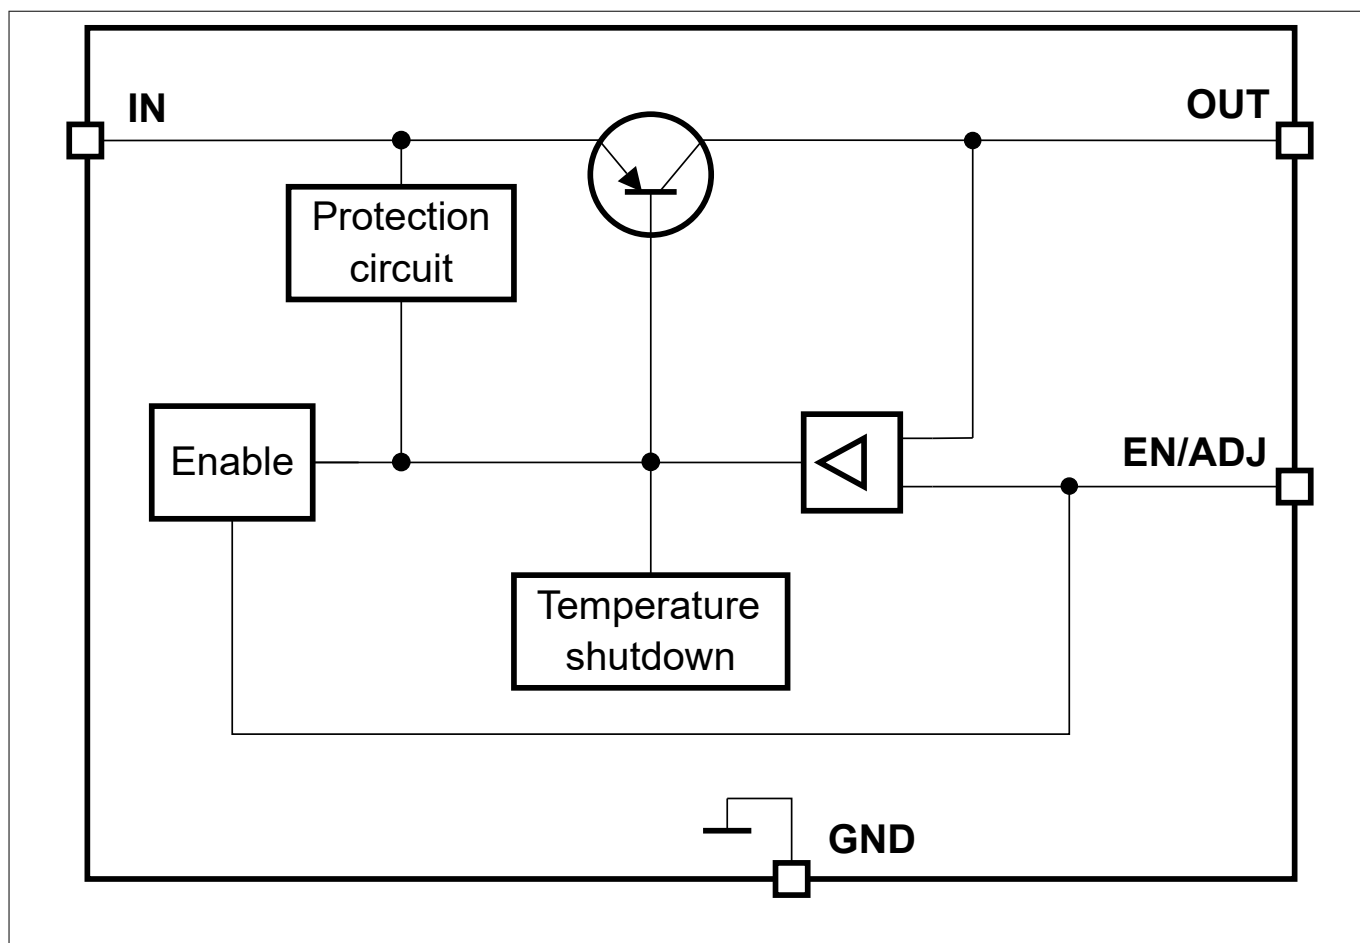 IN
OUT
Protection
circuit
Enable
EN/ADJ
Temperature
shutdown
GND